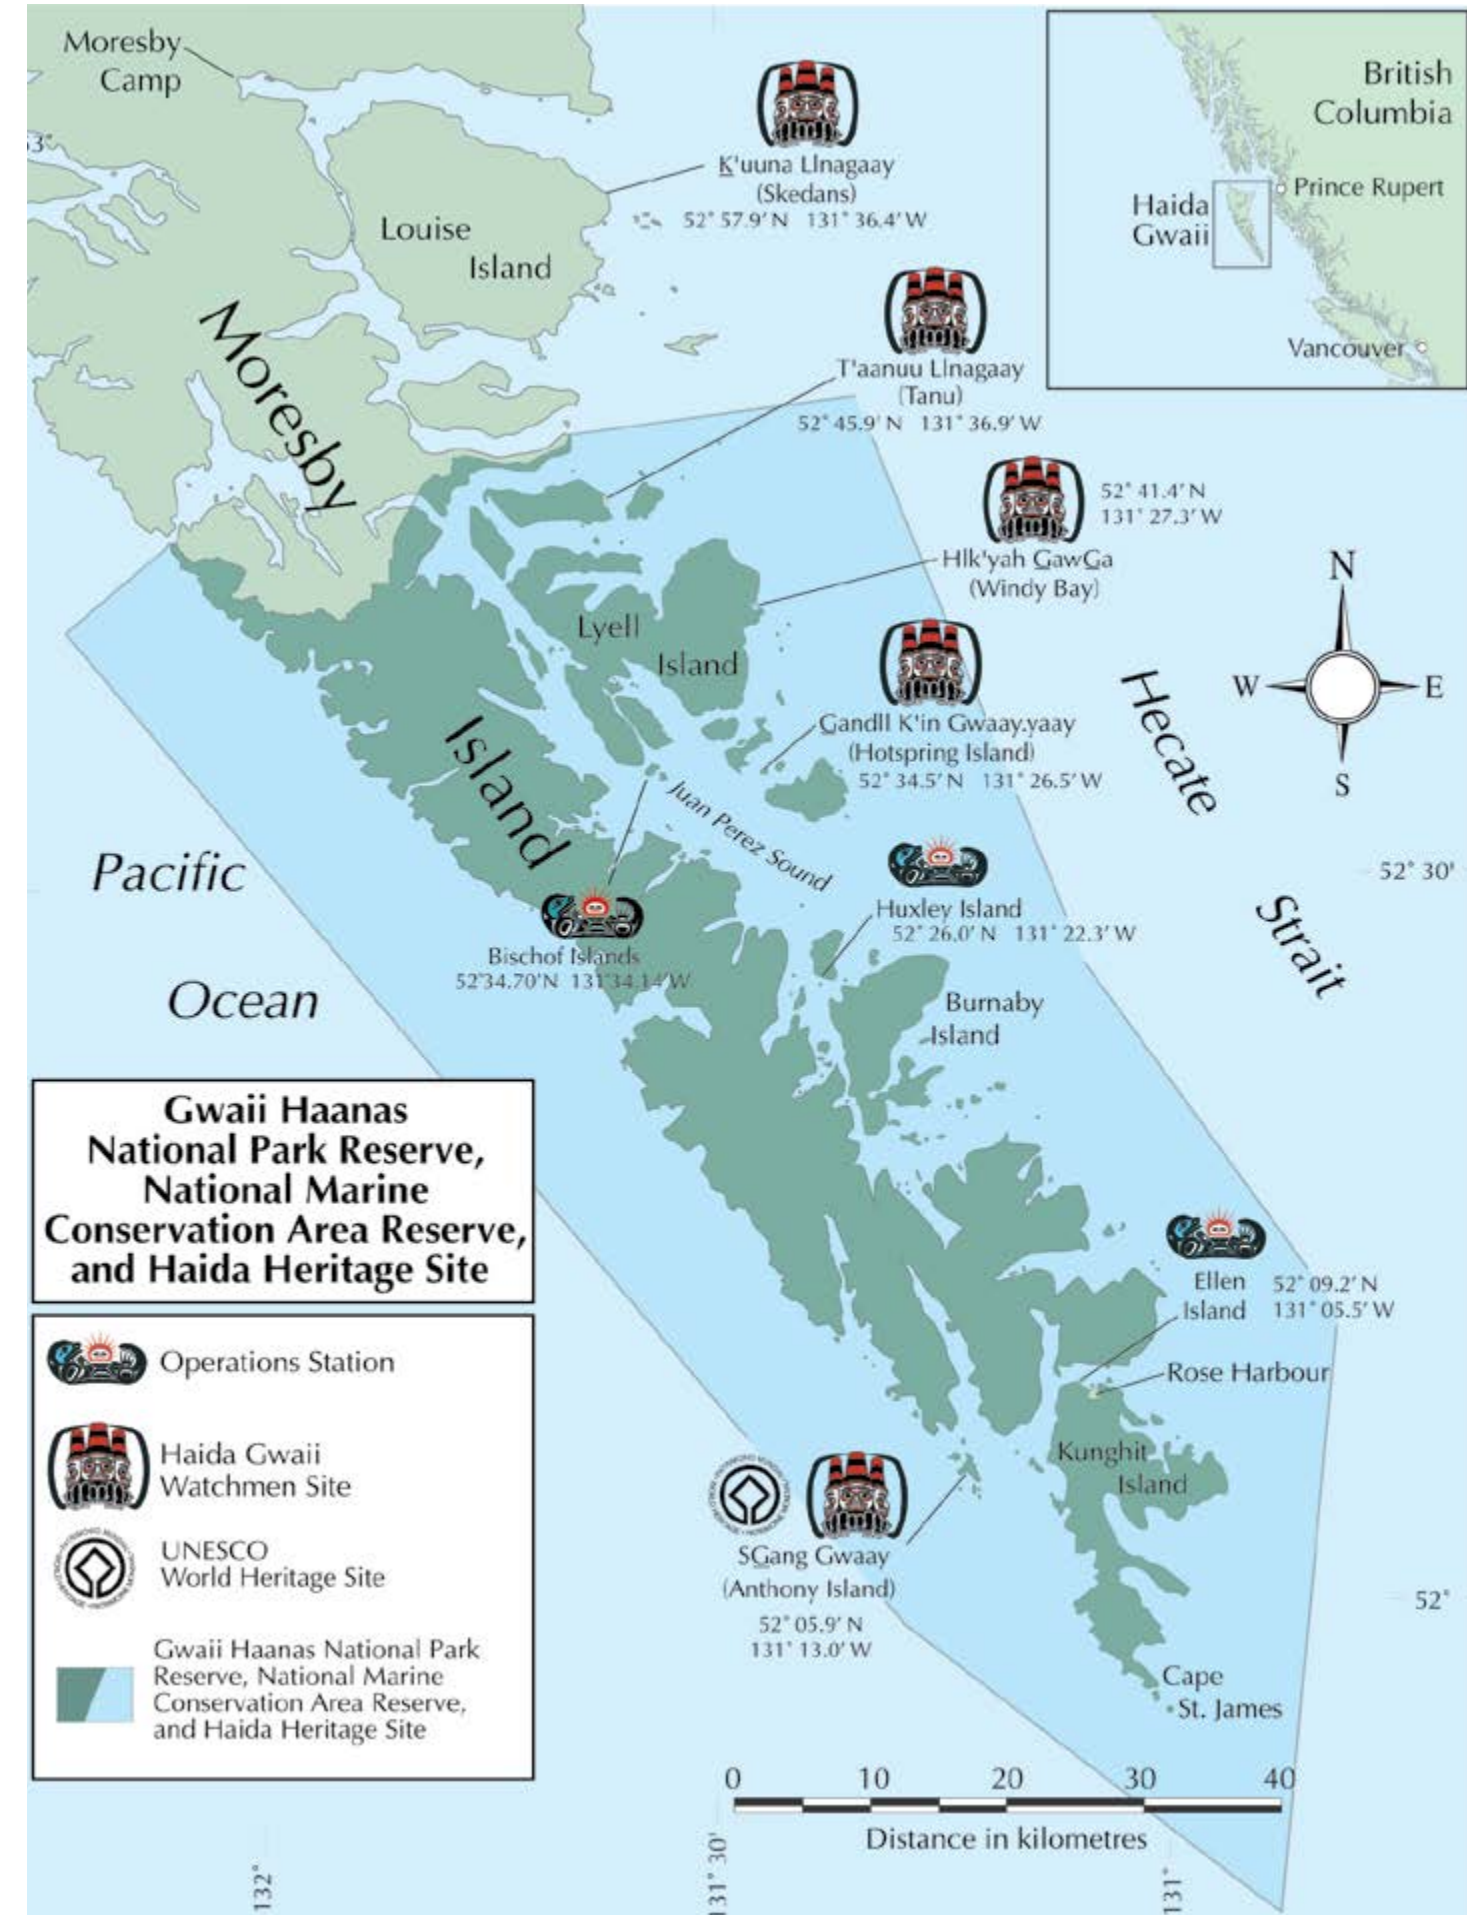 Moresby
Camp
K'uuna Llnagaay
(Skedans)
52° 57.9' N 131° 36.4' W
British
Columbia
Prince Rupert
Haida
Gwaii
Vancouver
3°
Louise
Island
T'aanuu Llnagaay
(Tanu)
52° 45.9' N 131° 36.9' W
Moresby
Island
52° 41.4' N
131° 27.3' W
Hlk'yah GawGa
(Windy Bay)
N
W
E
S
Lyell
Island
Gandll K'in Gwaay.yaay
(Hotspring Island)
52° 34.5' N 131° 26.5' W
Hecate
Strait
Juan Perez Sound
Pacific
Ocean
52° 30'
Huxley Island
52° 26.0' N 131° 22.3' W
Bischof Islands
52°34.70'N 131°34.14'W
Burnaby
Island
Gwaii Haanas
National Park Reserve,
National Marine
Conservation Area Reserve,
and Haida Heritage Site
Ellen
Island
52° 09.2' N
131° 05.5' W
Rose Harbour
Kunghit
Island
Operations Station
Haida Gwaii
Watchmen Site
UNESCO
World Heritage Site
Gwaii Haanas National Park
Reserve, National Marine
Conservation Area Reserve,
and Haida Heritage Site
SGang Gwaay
(Anthony Island)
52° 05.9' N
131° 13.0' W
52°
Cape
St. James
0 10 20 30 40
Distance in kilometres
132°
131° 30'
131°